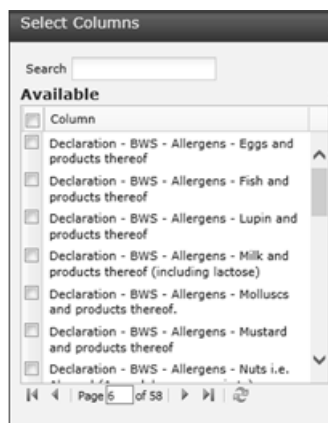 Select Columns
Search
Available
Column
Declaration - BWS - Allergens - Eggs and
products thereof
Declaration - BWS - Allergens - Fish and
products thereof
Declaration - BWS - Allergens - Lupin and
products thereof
Declaration - BWS - Allergens - Milk and
products thereof (including lactose)
Declaration - BWS - Allergens - Molluscs
and products thereof.
Declaration - BWS - Allergens - Mustard
and products thereof
Declaration - BWS - Allergens - Nuts i.e.
Page 6 of 58